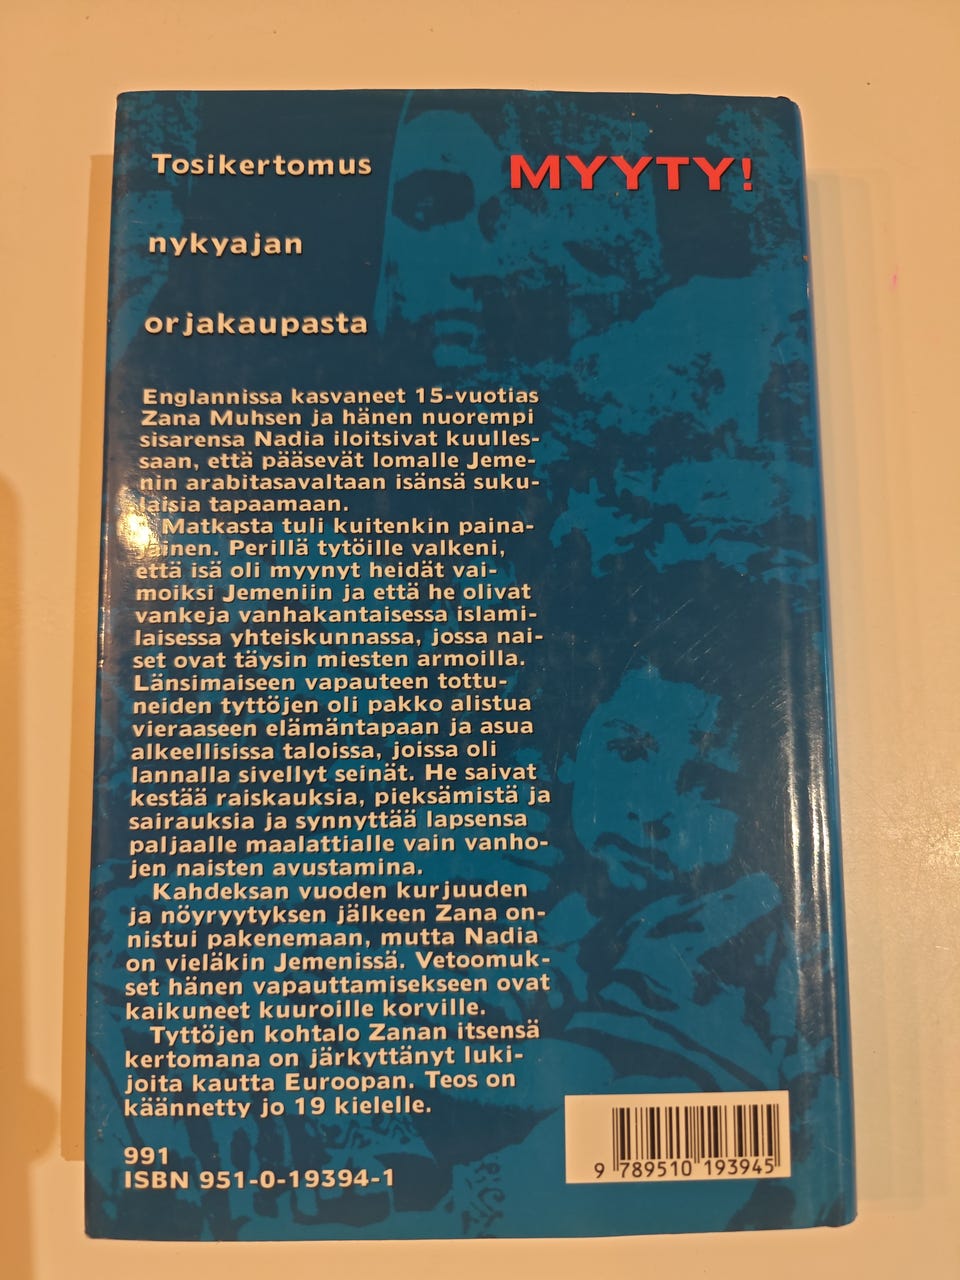 Tosikertomus
MYYTY!
nykyajan
orjakaupasta
Englannissa kasvaneet 15-vuotias
Zana Muhsen ja hänen nuorempi
sisarensa Nadia iloitsivat kuulles-
saan, että pääsevät lomalle Jeme-
nin arabitasavaltaan isänsä suku-
laisia tapaamaan.
Matkasta tuli kuitenkin paina-
jainen. Perillä tytöille valkeni,
että isä oli myynyt heidät vai-
moiksi Jemeniin ja että he olivat
vankeja vanhakantaisessa islami-
laisessa yhteiskunnassa, jossa nai-
set ovat täysin miesten armoilla.
Länsimaiseen vapauteen tottu-
neiden tyttöjen oli pakko alistua
vieraaseen elämäntapaan ja asua
alkeellisissa taloissa, joissa oli
lannalla sivellyt seinät. He saivat
kestää raiskauksia, pieksämistä ja
sairauksia ja synnyttää lapsensa
paljaalle maalattialle vain vanho-
jen naisten avustamina.
Kahdeksan vuoden kurjuuden
ja nöyryytyksen jälkeen Zana on-
nistui pakenemaan, mutta Nadia
on vieläkin Jemenissä. Vetoomuk-
set hänen vapauttamisekseen ovat
kaikuneet kuuroille korville.
Tyttöjen kohtalo Zanan itsensä
kertomana on järkyttänyt luki-
joita kautta Euroopan. Teos on
käännetty jo 19 kielelle.
991
ISBN 951-0-19394-1
9 789510 193945